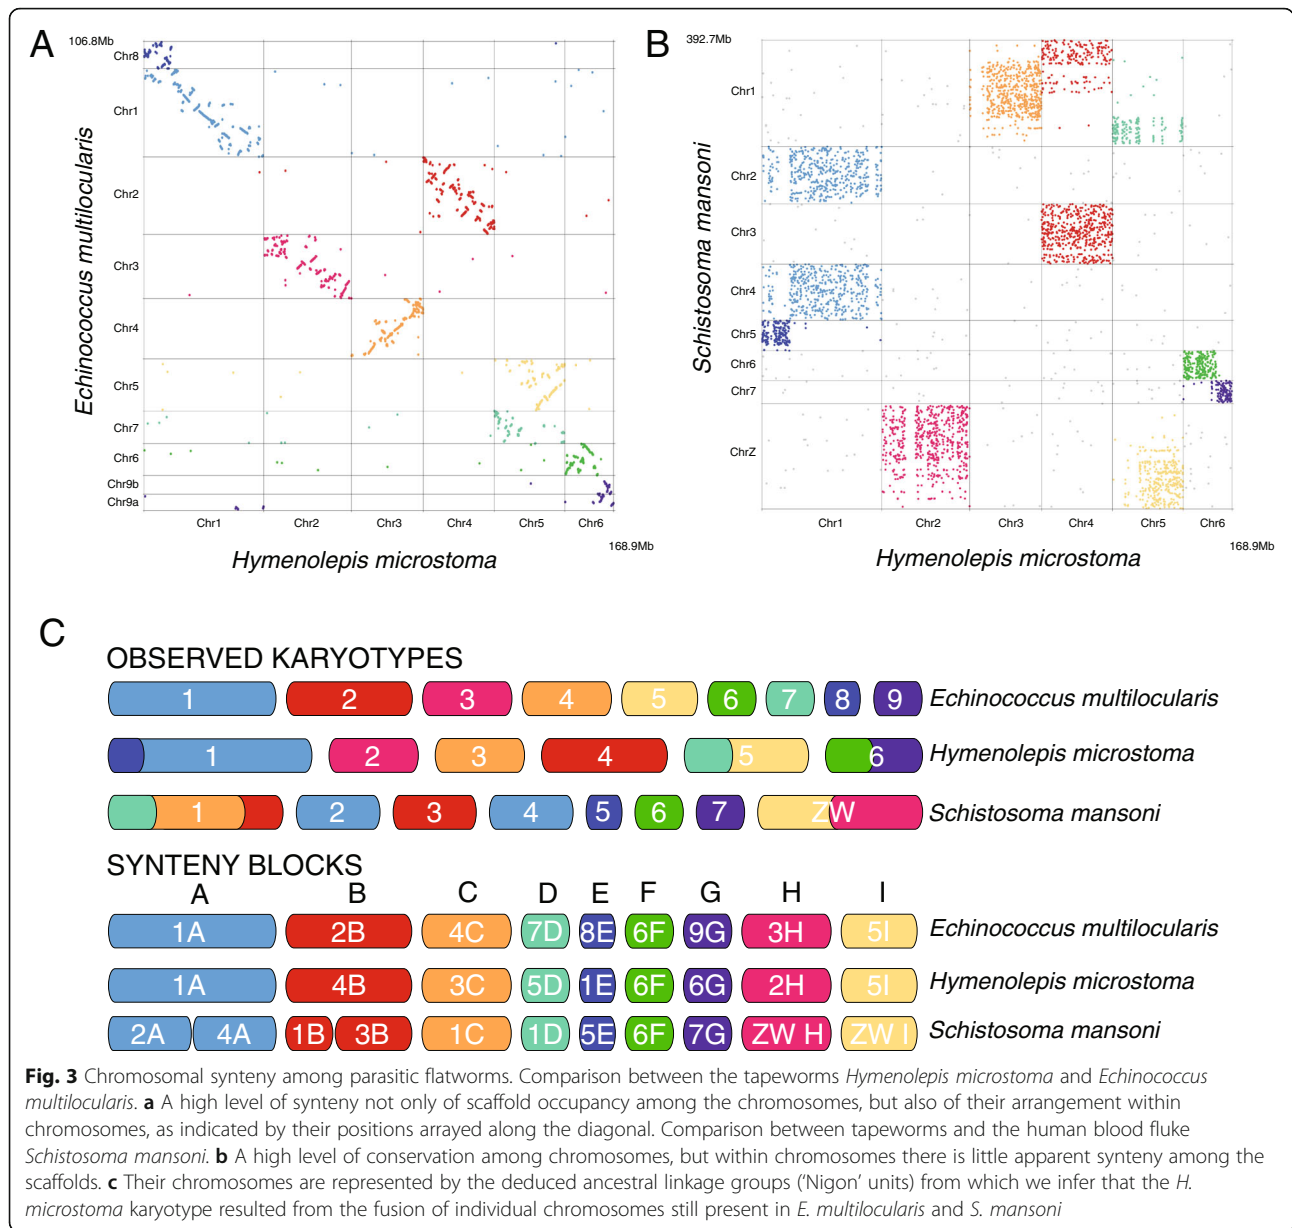 A
106.8Mb
Chr8
Chr1
Chr2
Chr3
Chr4
Chr5
Chr7
Chr6
Chr9b
Chr9a
Echinococcus multilocularis
Chr1 Chr2 Chr3 Chr4 Chr5 Chr6
168.9Mb
Hymenolepis microstoma
B
392.7Mb
Chr1
Chr2
Chr3
Chr4
Chr5
Chr6
Chr7
ChrZ
Schistosoma mansoni
Chr1 Chr2 Chr3 Chr4 Chr5 Chr6
168.9Mb
Hymenolepis microstoma
C
OBSERVED KARYOTYPES
1 2 3 4 5 6 7 8 9 Echinococcus multilocularis
1 2 3 4 5 6 Hymenolepis microstoma
1 2 3 4 5 6 7 ZW Schistosoma mansoni
SYNTENY BLOCKS
A B C D E F G H I
1A 2B 4C 7D 8E 6F 9G 3H 5I Echinococcus multilocularis
1A 4B 3C 5D 1E 6F 6G 2H 5I Hymenolepis microstoma
2A 4A 1B 3B 1C 1D 5E 6F 7G ZW H ZW I Schistosoma mansoni
Fig. 3 Chromosomal synteny among parasitic flatworms. Comparison between the tapeworms Hymenolepis microstoma and Echinococcus
multilocularis. a A high level of synteny not only of scaffold occupancy among the chromosomes, but also of their arrangement within
chromosomes, as indicated by their positions arrayed along the diagonal. Comparison between tapeworms and the human blood fluke
Schistosoma mansoni. b A high level of conservation among chromosomes, but within chromosomes there is little apparent synteny among the
scaffolds. c Their chromosomes are represented by the deduced ancestral linkage groups (‘Nigon’ units) from which we infer that the H.
microstoma karyotype resulted from the fusion of individual chromosomes still present in E. multilocularis and S. mansoni